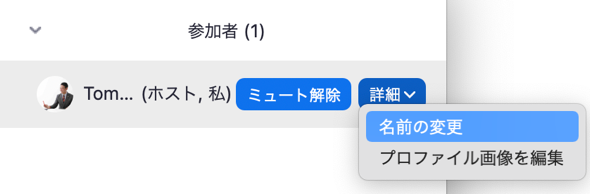 参加者 (1)
Tom... (ホスト, 私) ミュート解除 詳細
名前の変更
プロファイル画像を編集